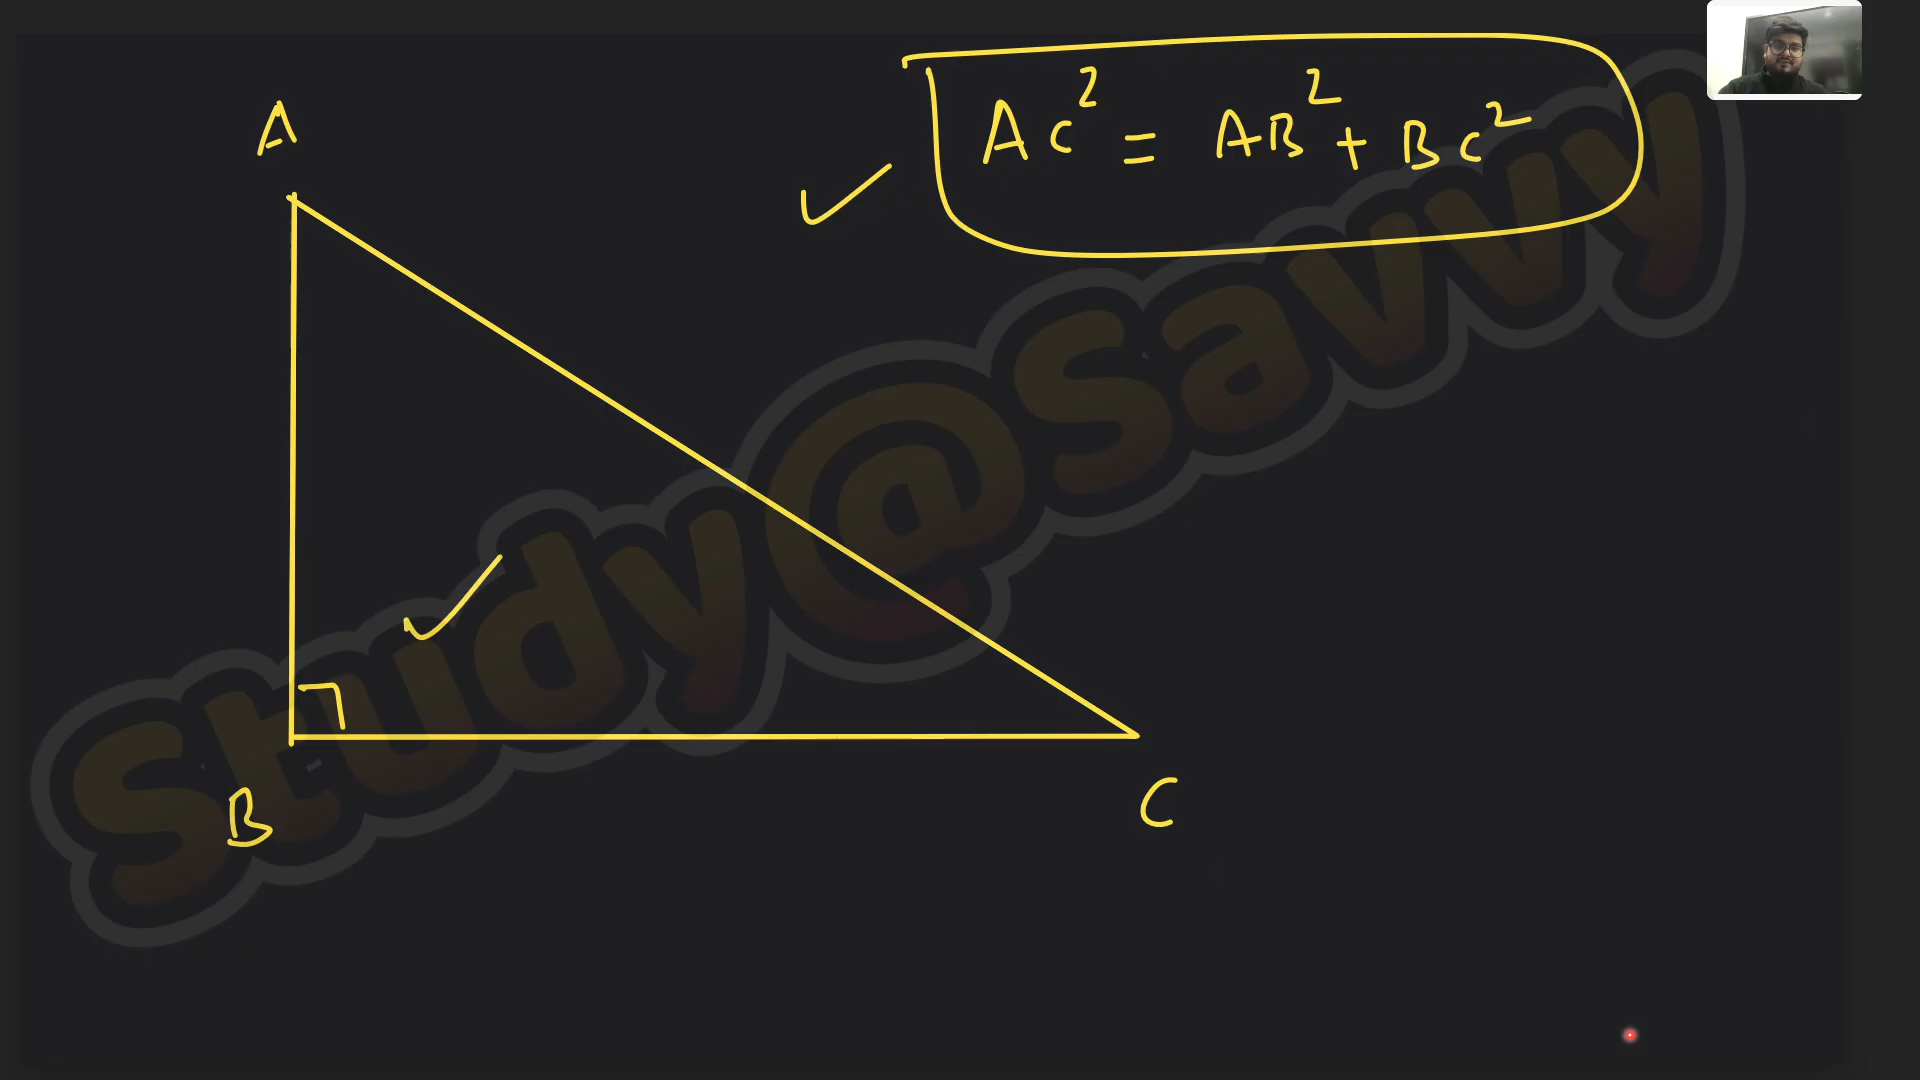 AC² = AB² + BC²
A
B
C
Study@Savvy